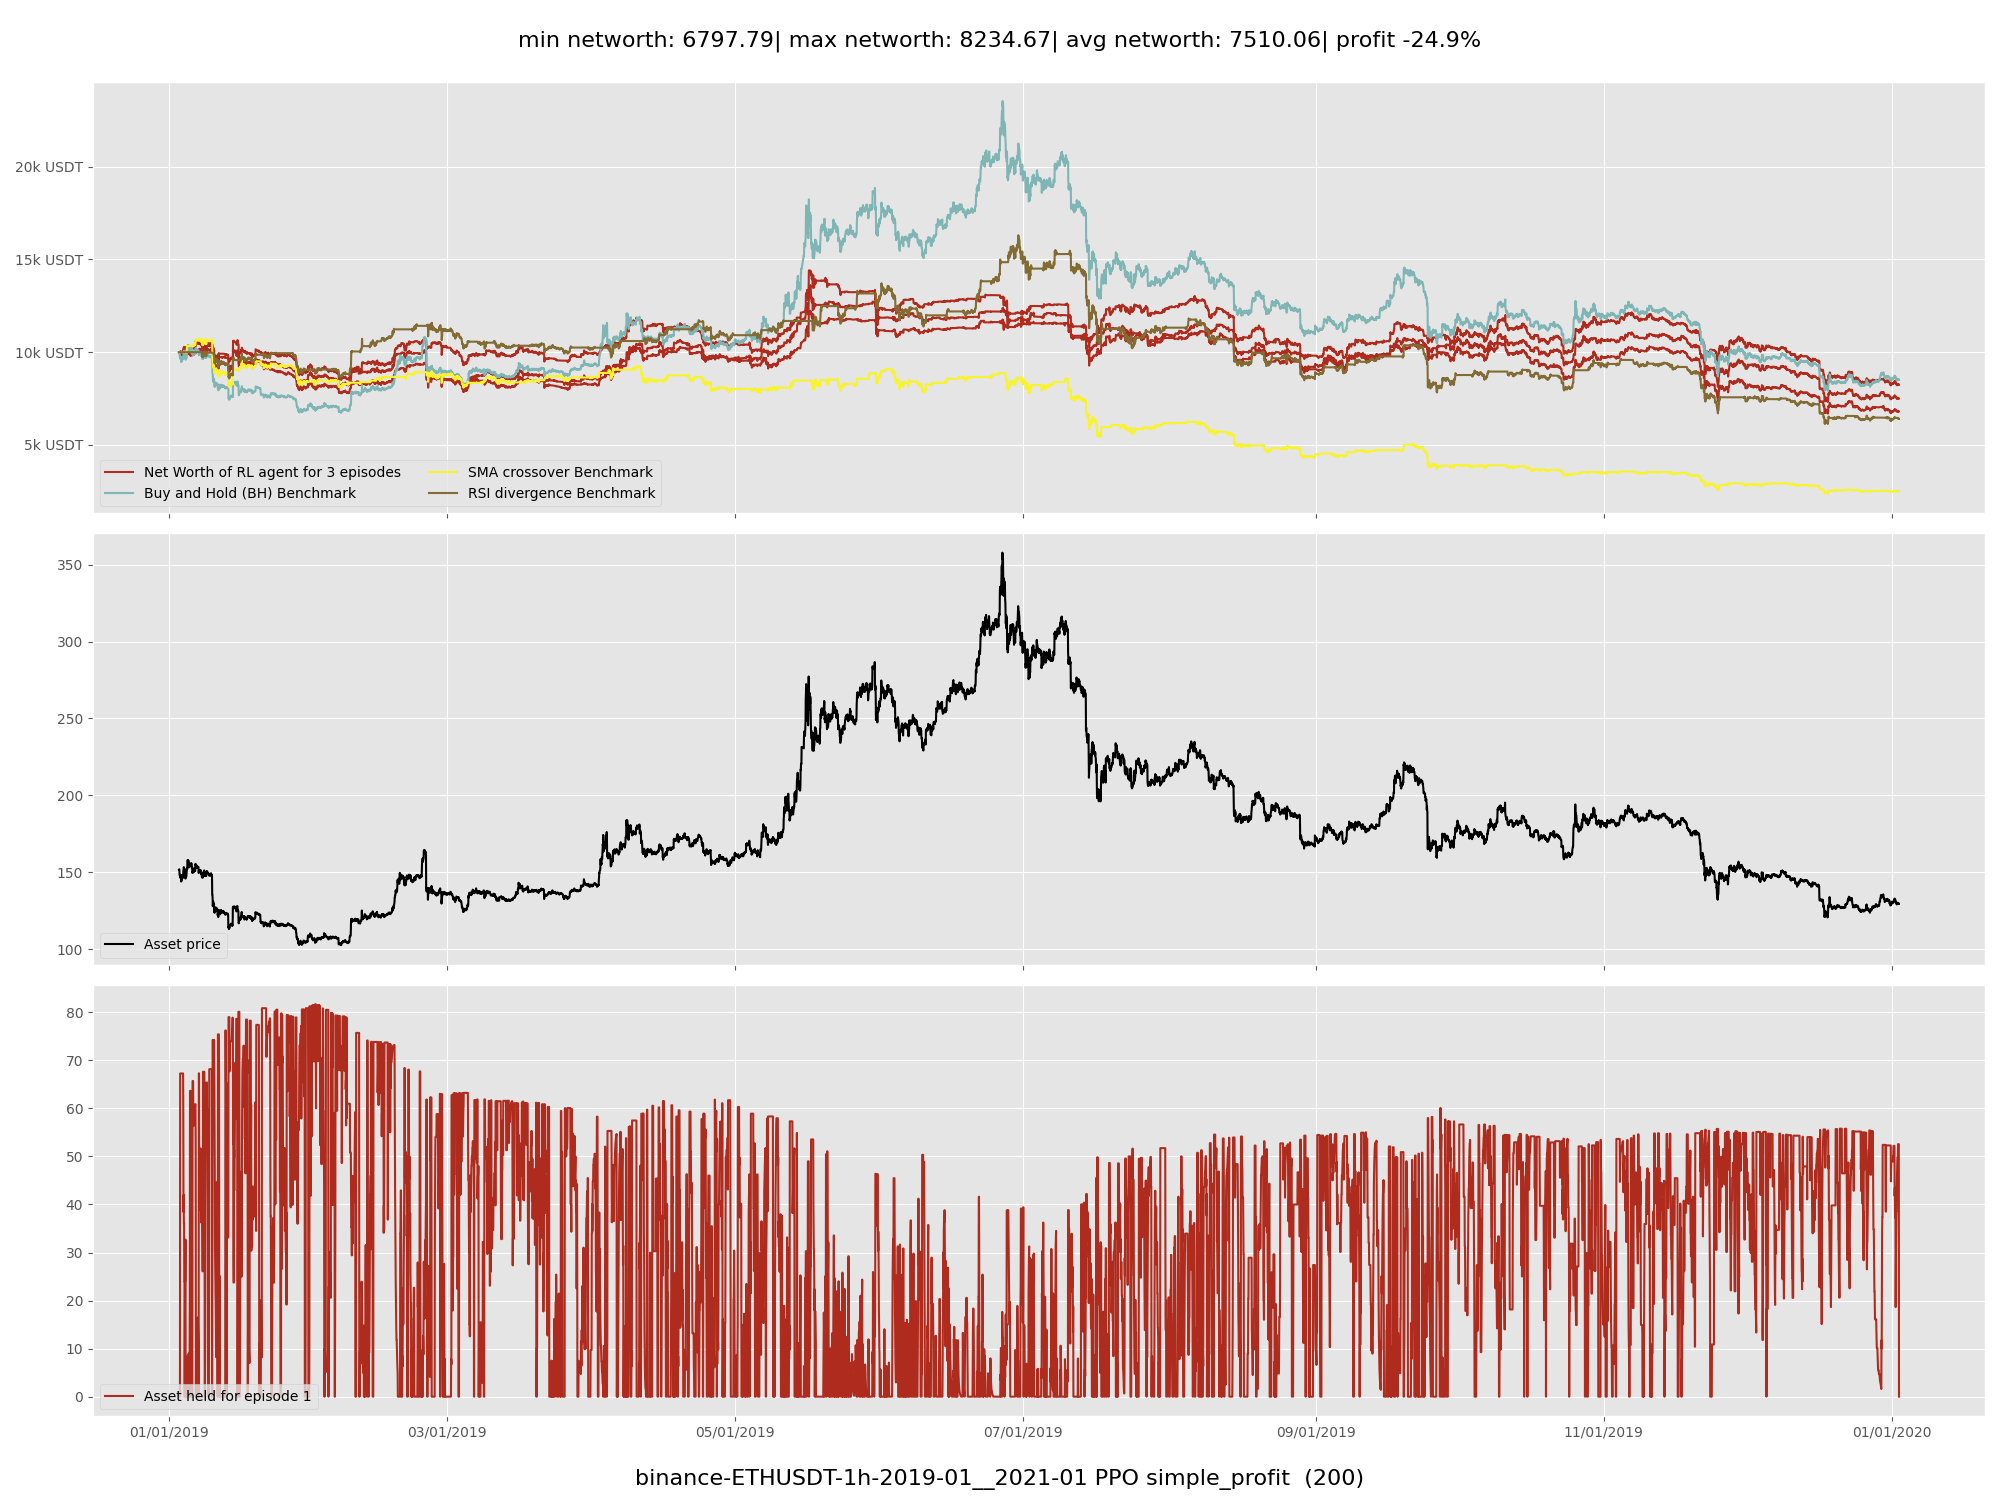 min networth: 6797.79| max networth: 8234.67| avg networth: 7510.06| profit -24.9%
20k USDT
15k USDT
10k USDT
5k USDT
Net Worth of RL agent for 3 episodes
Buy and Hold (BH) Benchmark
SMA crossover Benchmark
RSI divergence Benchmark
350
300
250
200
150
100
Asset price
80
70
60
50
40
30
20
10
0
Asset held for episode 1
01/01/2019 03/01/2019 05/01/2019 07/01/2019 09/01/2019 11/01/2019 01/01/2020
binance-ETHUSDT-1h-2019-01__2021-01 PPO simple_profit (200)